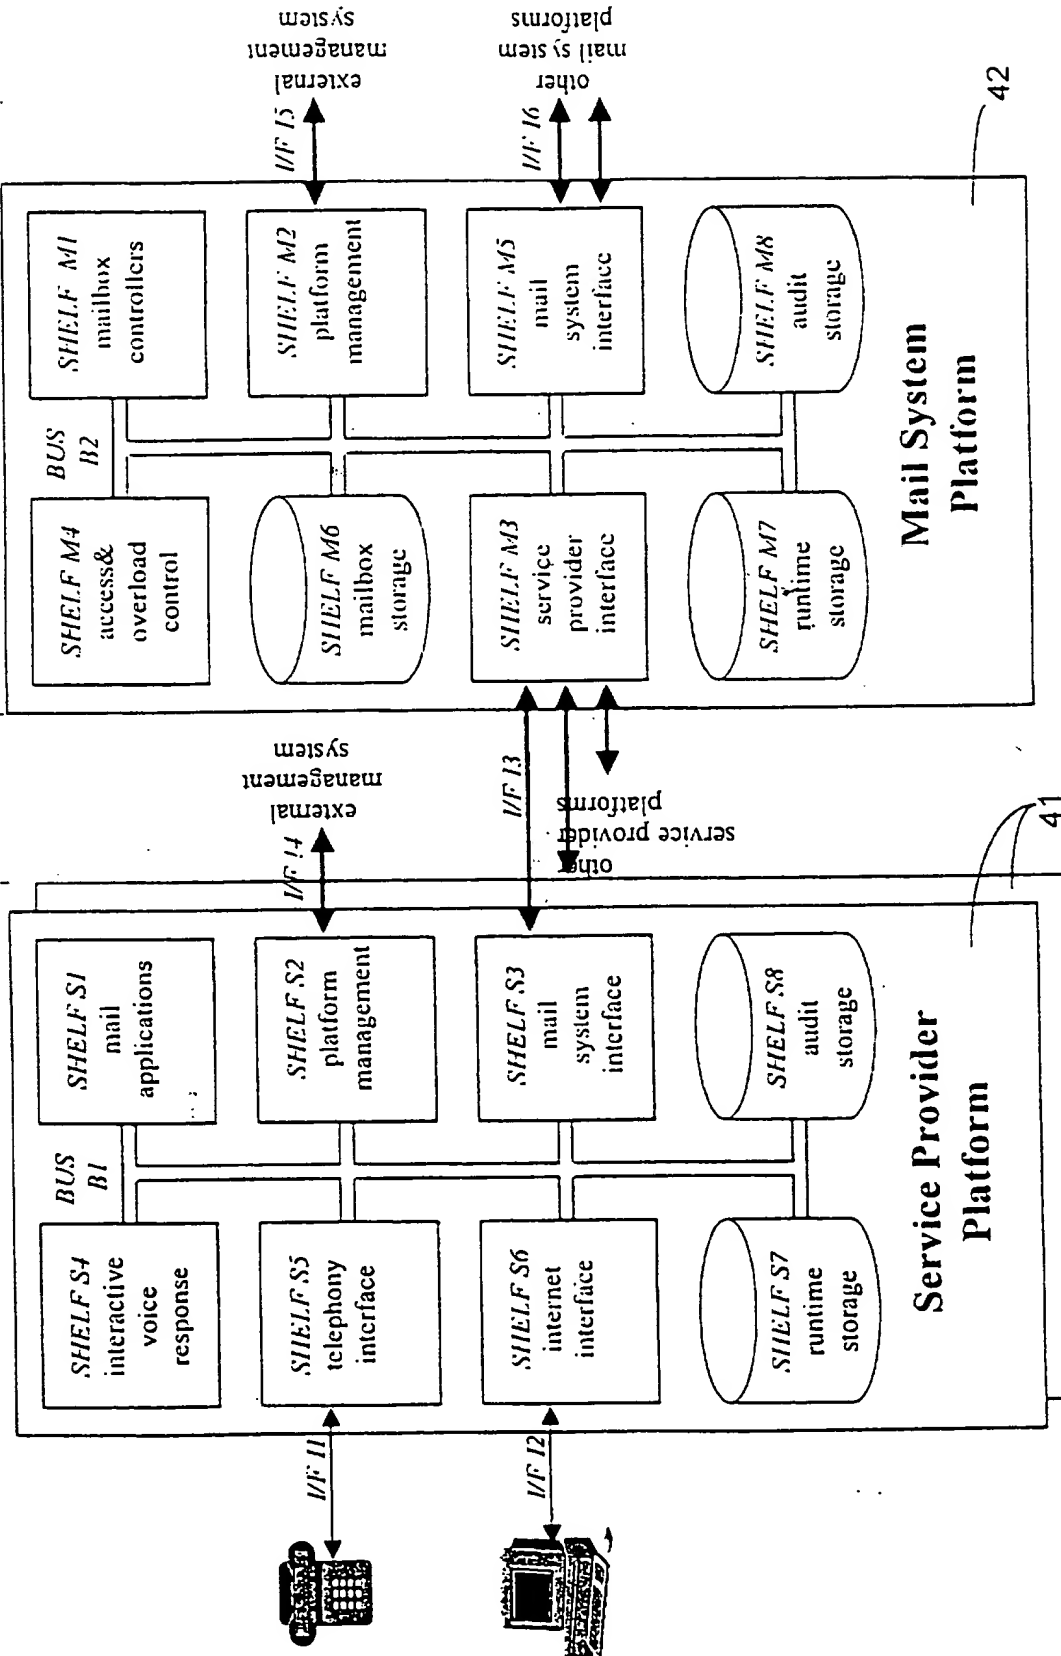 SHELF S4
interactive
voice
response
BUS
B1
SHELF S1
mail
applications
I/F I1
SHELF S5
telephony
interface
SHELF S2
platform
management
I/F I4
external
management
system
I/F I2
SHELF S6
internet
interface
SHELF S3
mail
system
interface
I/F I3
other
service provider
platforms
SHELF S7
runtime
storage
SHELF S8
audit
storage
Service Provider
Platform
41
SHELF M4
access&
overload
control
BUS
B2
SHELF M1
mailbox
controllers
SHELF M6
mailbox
storage
SHELF M2
platform
management
I/F I5
external
management
system
SHELF M3
service
provider
interface
SHELF M5
mail
system
interface
I/F I6
other
mail system
platforms
SHELF M7
runtime
storage
SHELF M8
audit
storage
Mail System
Platform
42